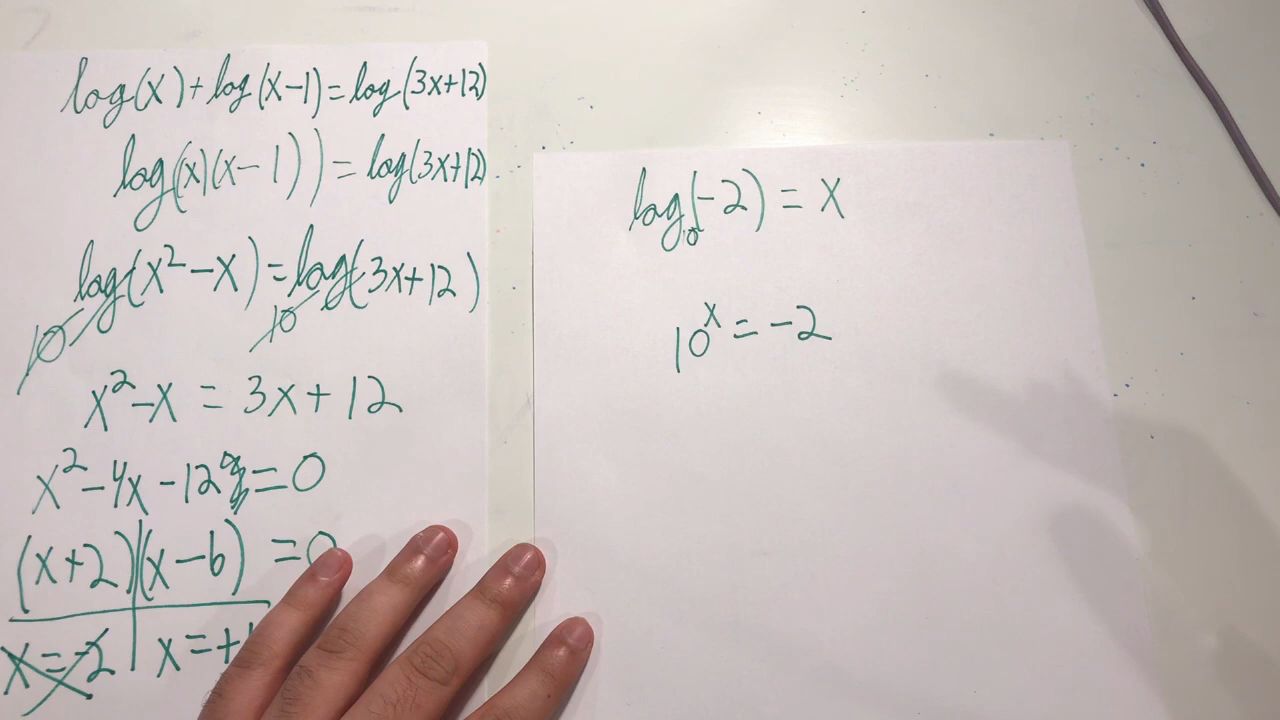 log(x) + log(x-1) = log(3x+12)
log((x)(x-1)) = log(3x+12)
10^log(x²-x) = 10^log(3x+12)
x²-x = 3x+12
x²-4x-12 = 0
(x+2)(x-6) = 0
x=-2 | x=+
log₁₀(-2) = x
10^x = -2